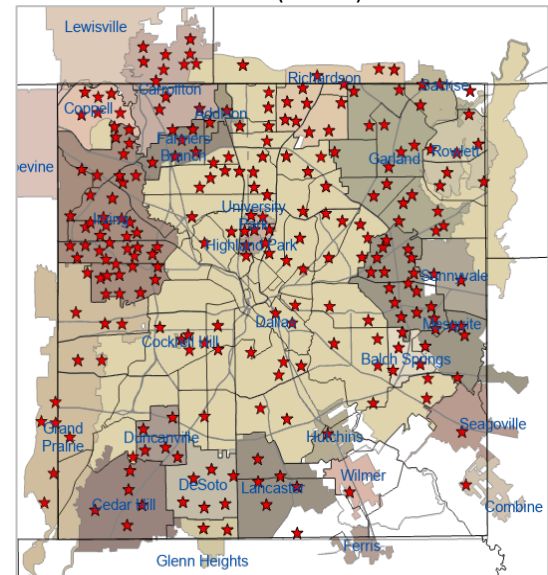 Lewisville
Richardson
Carrollton
Sachse
Coppell
Addison
Farmers
Branch
Garland
Rowlett
evine
University
Park
Irving
Highland Park
Sunnyvale
Dallas
Mesquite
Cockrell Hill
Balch Springs
Grand
Prairie
Seagoville
Duncanville
Hutchins
Wilmer
DeSoto
Lancaster
Cedar Hill
Combine
Ferris
Glenn Heights